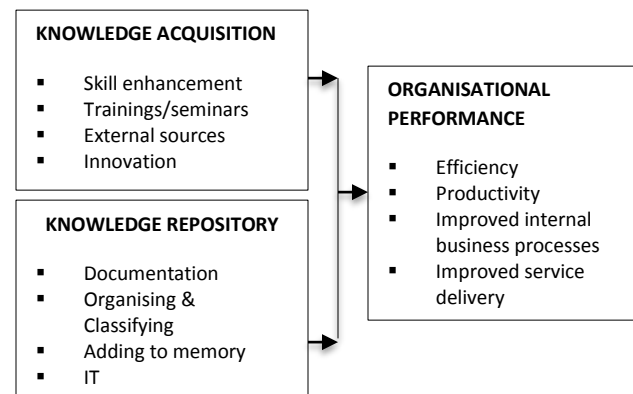 KNOWLEDGE ACQUISITION
▪ Skill enhancement
▪ Trainings/seminars
▪ External sources
▪ Innovation
KNOWLEDGE REPOSITORY
▪ Documentation
▪ Organising &
Classifying
▪ Adding to memory
▪ IT
ORGANISATIONAL
PERFORMANCE
▪ Efficiency
▪ Productivity
▪ Improved internal
business processes
▪ Improved service
delivery